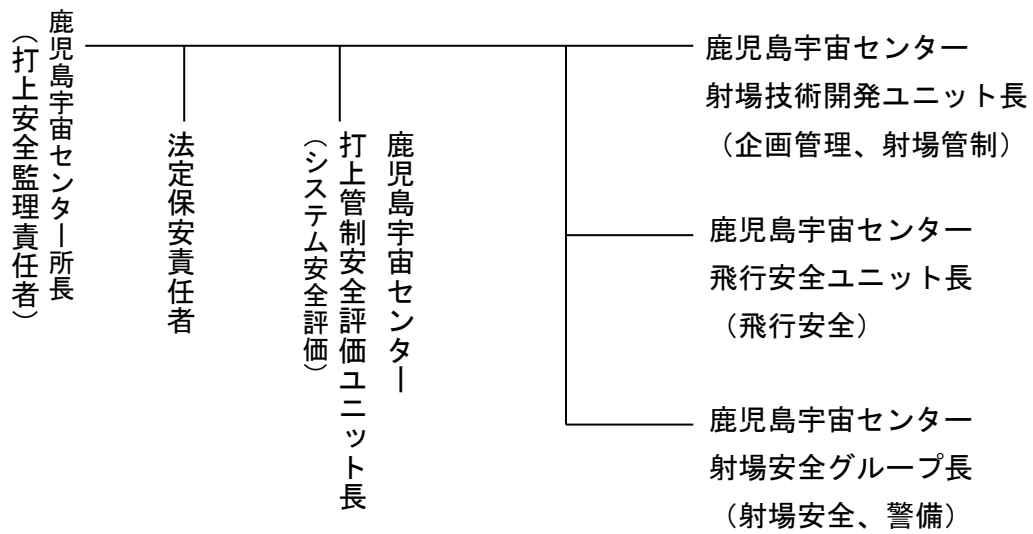 鹿児島宇宙センター所長
（打上安全監理責任者）
法定保安責任者
鹿児島宇宙センター
打上管制安全評価ユニット長
（システム安全評価）
鹿児島宇宙センター
射場技術開発ユニット長
（企画管理、射場管制）
鹿児島宇宙センター
飛行安全ユニット長
（飛行安全）
鹿児島宇宙センター
射場安全グループ長
（射場安全、警備）